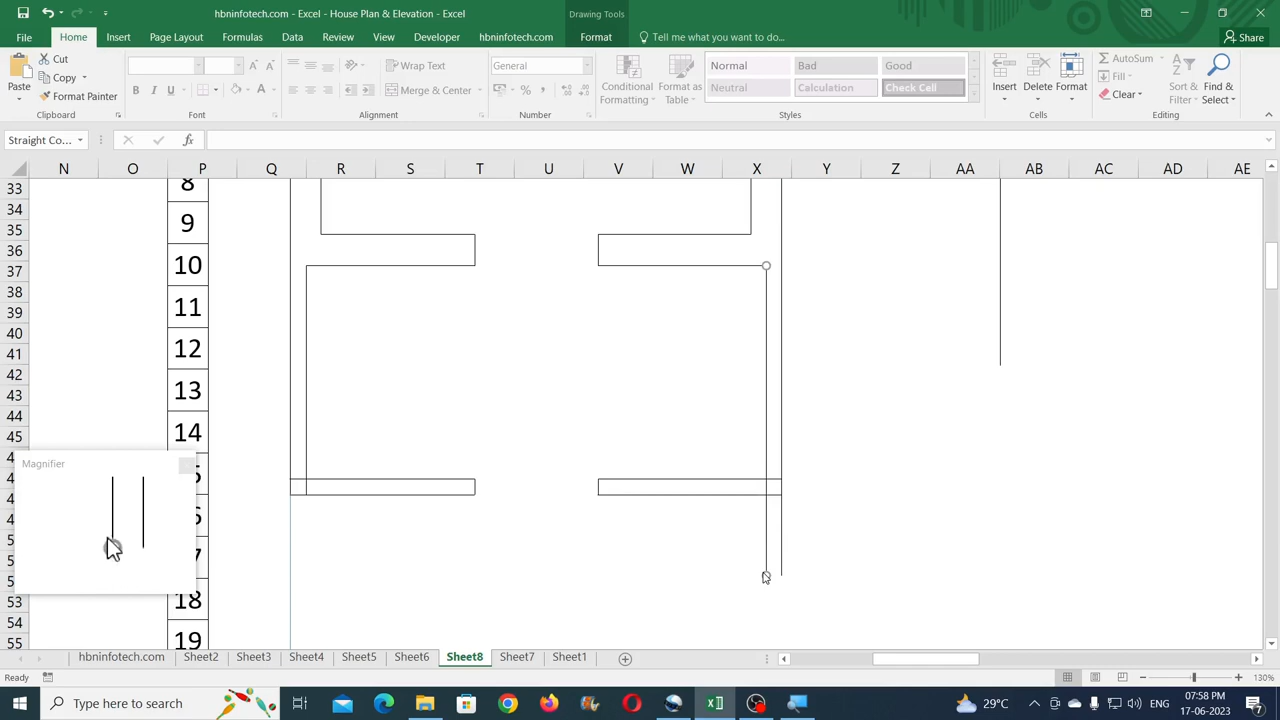 hbninfotech.com - Excel - House Plan & Elevation - Excel
Drawing Tools
File Home Insert Page Layout Formulas Data Review View Developer hbninfotech.com Format Tell me what you want to do... Share
Paste
Cut
Copy
Format Painter
Clipboard
B I U A
Font
Wrap Text
Merge & Center
Alignment
General
%
Number
Conditional Formatting
Format as Table
Normal Bad Good
Neutral Calculation Check Cell
Styles
Insert Delete Format
Cells
AutoSum
Fill
Clear
Sort & Filter
Find & Select
Editing
Straight Co... fx
N O P Q R S T U V W X Y Z AA AB AC AD AE
33
34
35
36
37
38
39
40
41
42
43
44
45
53
54
55
8
9
10
11
12
13
14
18
19
Magnifier
hbninfotech.com Sheet2 Sheet3 Sheet4 Sheet5 Sheet6 Sheet8 Sheet7 Sheet1
Ready
130%
Type here to search
29°C
ENG
07:58 PM
17-06-2023